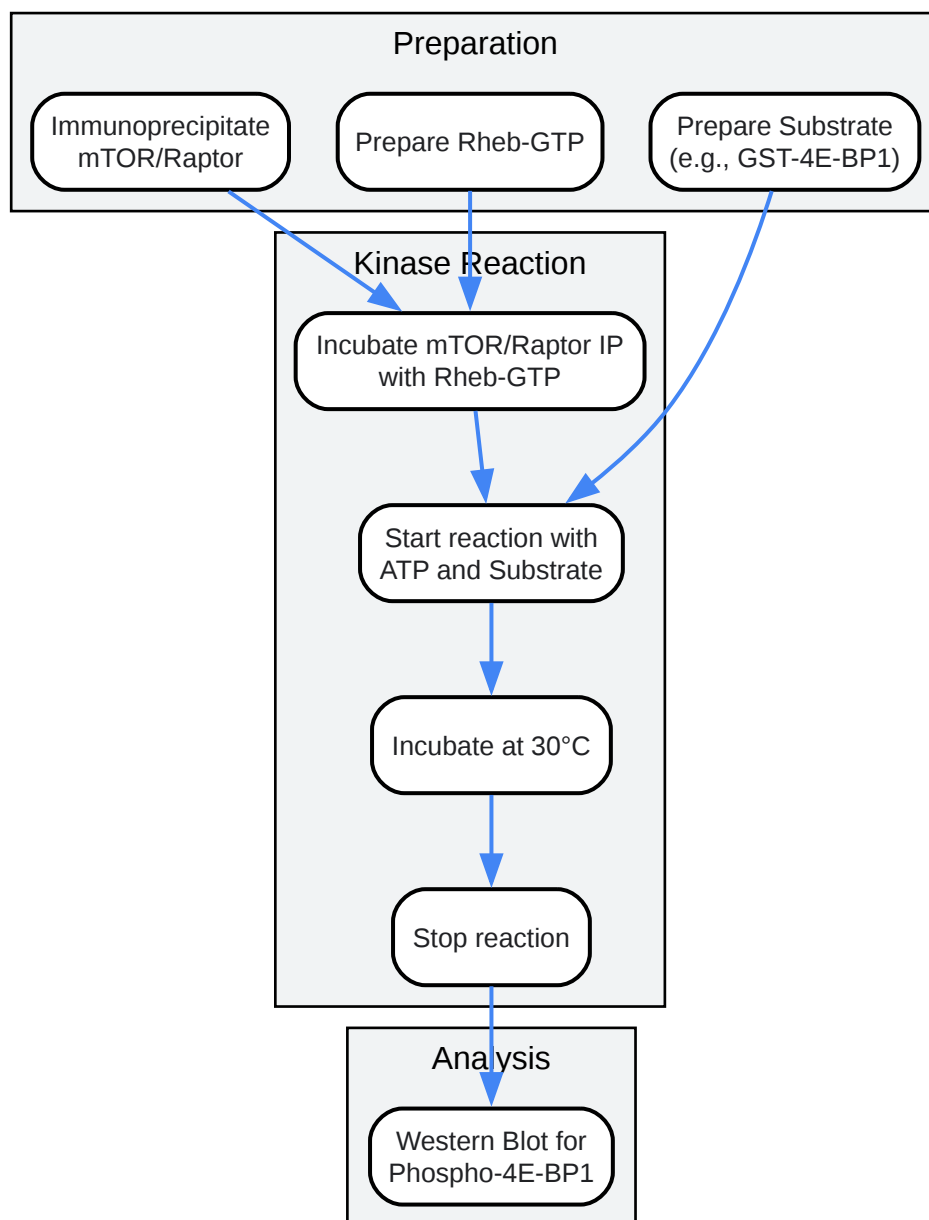 Preparation
Immunoprecipitate
mTOR/Raptor
Prepare Rheb-GTP
Prepare Substrate
(e.g., GST-4E-BP1)
Kinase Reaction
Incubate mTOR/Raptor IP
with Rheb-GTP
Start reaction with
ATP and Substrate
Incubate at 30°C
Stop reaction
Analysis
Western Blot for
Phospho-4E-BP1